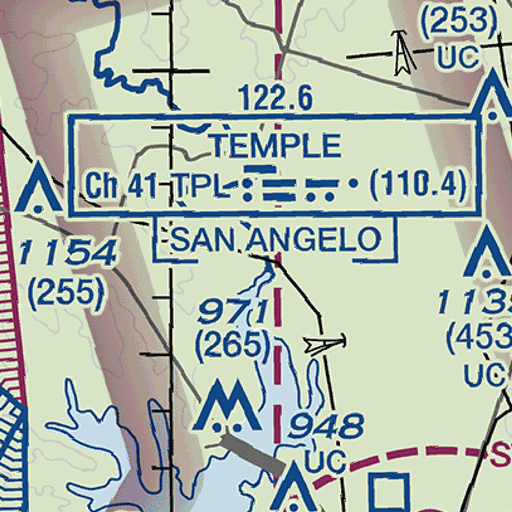 (253)
UC
122.6
TEMPLE
Ch 41 TPL (110.4)
SAN ANGELO
1154
(255)
971
(265)
(453
UC
948
UC